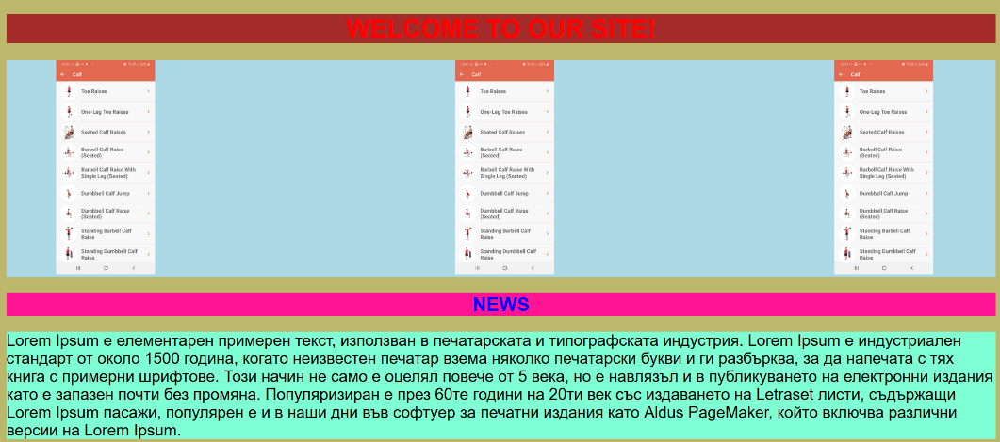 WELCOME TO OUR SITE!
Calf
Toe Raises
One-Leg Toe Raises
Seated Calf Raises
Barbell Calf Raise
(Seated)
Barbell Calf Raise With
Single Leg (Seated)
Dumbbell Calf Jump
Dumbbell Calf Raise
(Seated)
Standing Barbell Calf
Raise
Standing Dumbbell Calf
Raise
Calf
Toe Raises
One-Leg Toe Raises
Seated Calf Raises
Barbell Calf Raise
(Seated)
Barbell Calf Raise With
Single Leg (Seated)
Dumbbell Calf Jump
Dumbbell Calf Raise
(Seated)
Standing Barbell Calf
Raise
Standing Dumbbell Calf
Raise
Calf
Toe Raises
One-Leg Toe Raises
Seated Calf Raises
Barbell Calf Raise
(Seated)
Barbell Calf Raise With
Single Leg (Seated)
Dumbbell Calf Jump
Dumbbell Calf Raise
(Seated)
Standing Barbell Calf
Raise
Standing Dumbbell Calf
Raise
NEWS
Lorem Ipsum е елементарен примерен текст, използван в печатарската и типографската индустрия. Lorem Ipsum е индустриален
стандарт от около 1500 година, когато неизвестен печатар взема няколко печатарски букви и ги разбърква, за да напечата с тях
книга с примерни шрифтове. Този начин не само е оцелял повече от 5 века, но е навлязъл и в публикуването на електронни издания
като е запазен почти без промяна. Популяризиран е през 60те години на 20ти век със издаването на Letraset листи, съдържащи
Lorem Ipsum пасажи, популярен е и в наши дни във софтуер за печатни издания като Aldus PageMaker, който включва различни
версии на Lorem Ipsum.